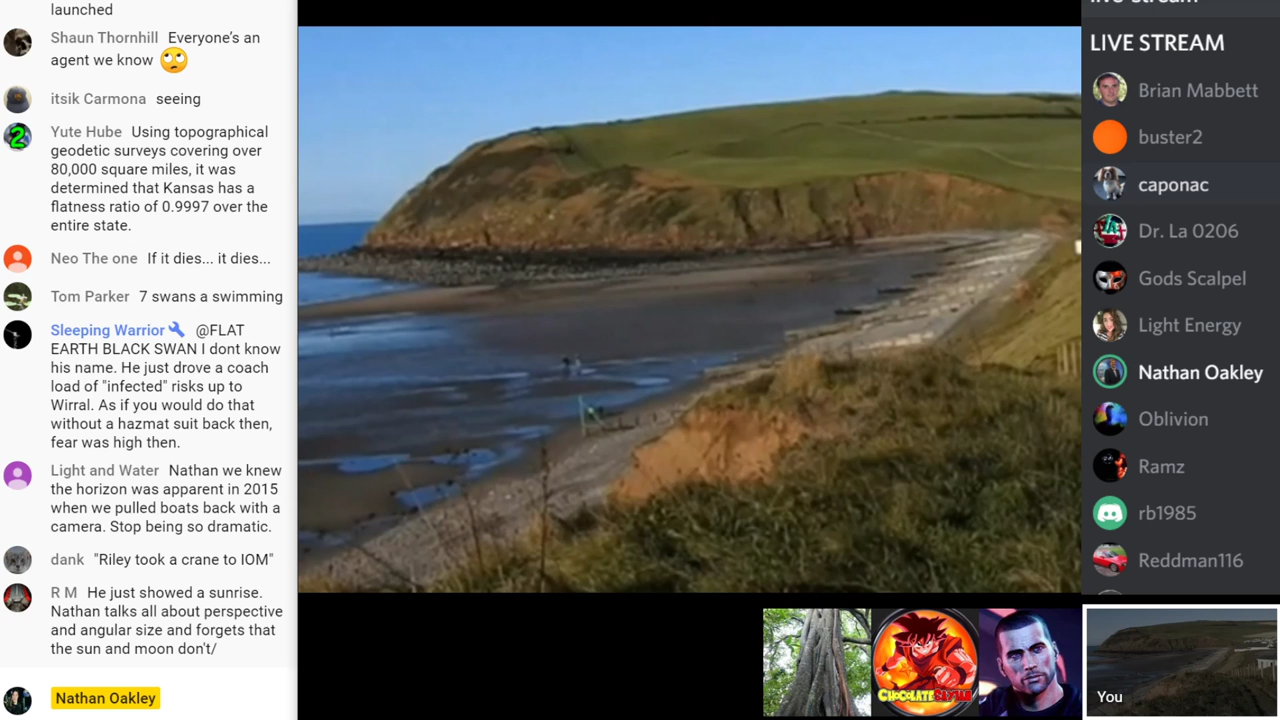 launched
Shaun Thornhill Everyone’s an
agent we know
itsik Carmona seeing
Yute Hube Using topographical
geodetic surveys covering over
80,000 square miles, it was
determined that Kansas has a
flatness ratio of 0.9997 over the
entire state.
Neo The one If it dies... it dies...
Tom Parker 7 swans a swimming
Sleeping Warrior @FLAT
EARTH BLACK SWAN I dont know
his name. He just drove a coach
load of "infected" risks up to
Wirral. As if you would do that
without a hazmat suit back then,
fear was high then.
Light and Water Nathan we knew
the horizon was apparent in 2015
when we pulled boats back with a
camera. Stop being so dramatic.
dank "Riley took a crane to IOM"
R M He just showed a sunrise.
Nathan talks all about perspective
and angular size and forgets that
the sun and moon don't/
Nathan Oakley
live-stream
LIVE STREAM
Brian Mabbett
buster2
caponac
Dr. La 0206
Gods Scalpel
Light Energy
Nathan Oakley
Oblivion
Ramz
rb1985
Reddman116
CHOCOLATESAIYAN
You